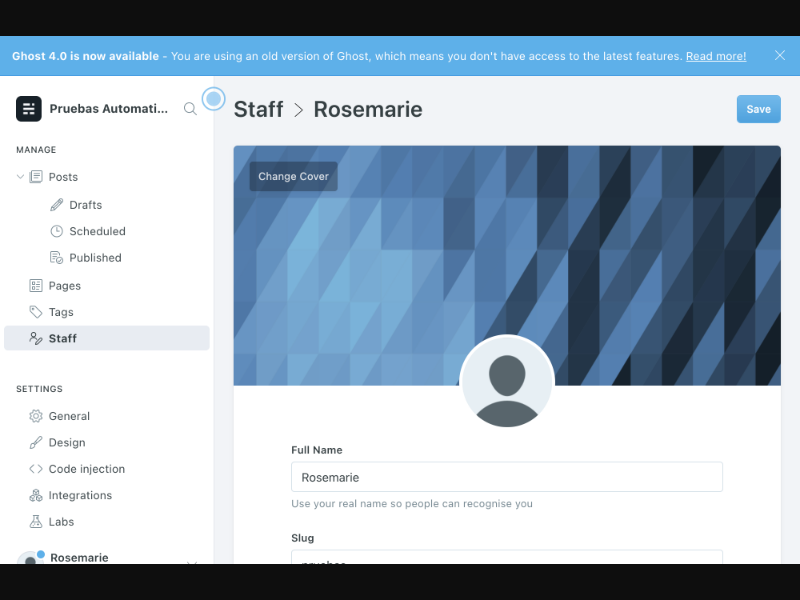 Ghost 4.0 is now available - You are using an old version of Ghost, which means you don't have access to the latest features. Read more!
Pruebas Automati...
Staff > Rosemarie
Save
MANAGE
Posts
Drafts
Scheduled
Published
Pages
Tags
Staff
SETTINGS
General
Design
Code injection
Integrations
Labs
Rosemarie
Change Cover
Full Name
Rosemarie
Use your real name so people can recognise you
Slug